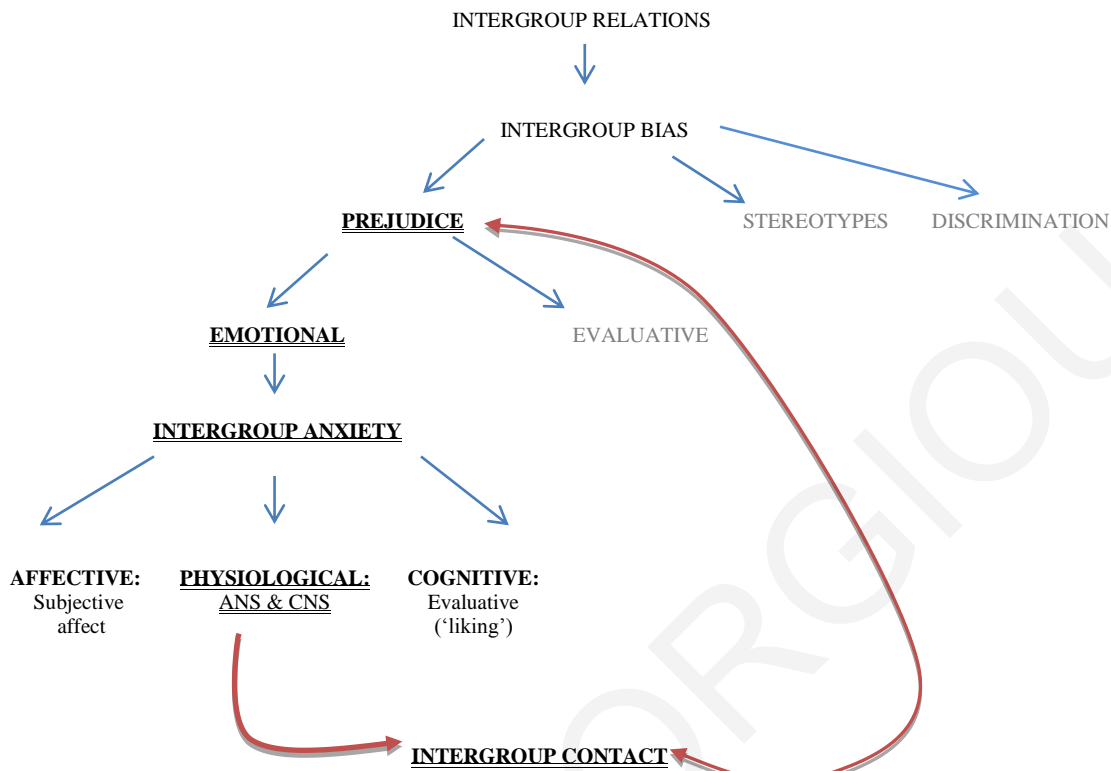 INTERGROUP RELATIONS
INTERGROUP BIAS
PREJUDICE
STEREOTYPES
DISCRIMINATION
EMOTIONAL
EVALUATIVE
INTERGROUP ANXIETY
AFFECTIVE:
Subjective
affect
PHYSIOLOGICAL:
ANS & CNS
COGNITIVE:
Evaluative
(‘liking’)
INTERGROUP CONTACT